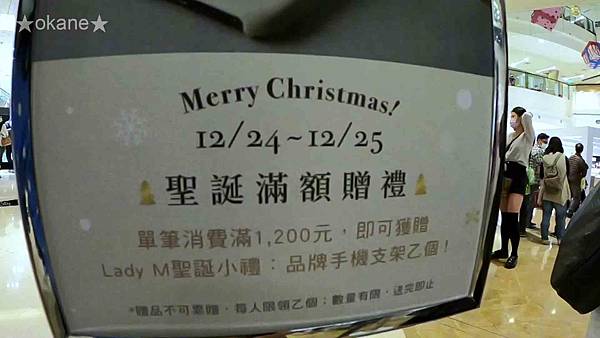 ★okane★
Merry Christmas!
12/24~12/25
聖誕滿額贈禮
單筆消費滿1,200元，即可獲贈
Lady M聖誕小禮：品牌手機支架乙個！
*贈品不可累贈，每人限領乙個；數量有限，送完即止